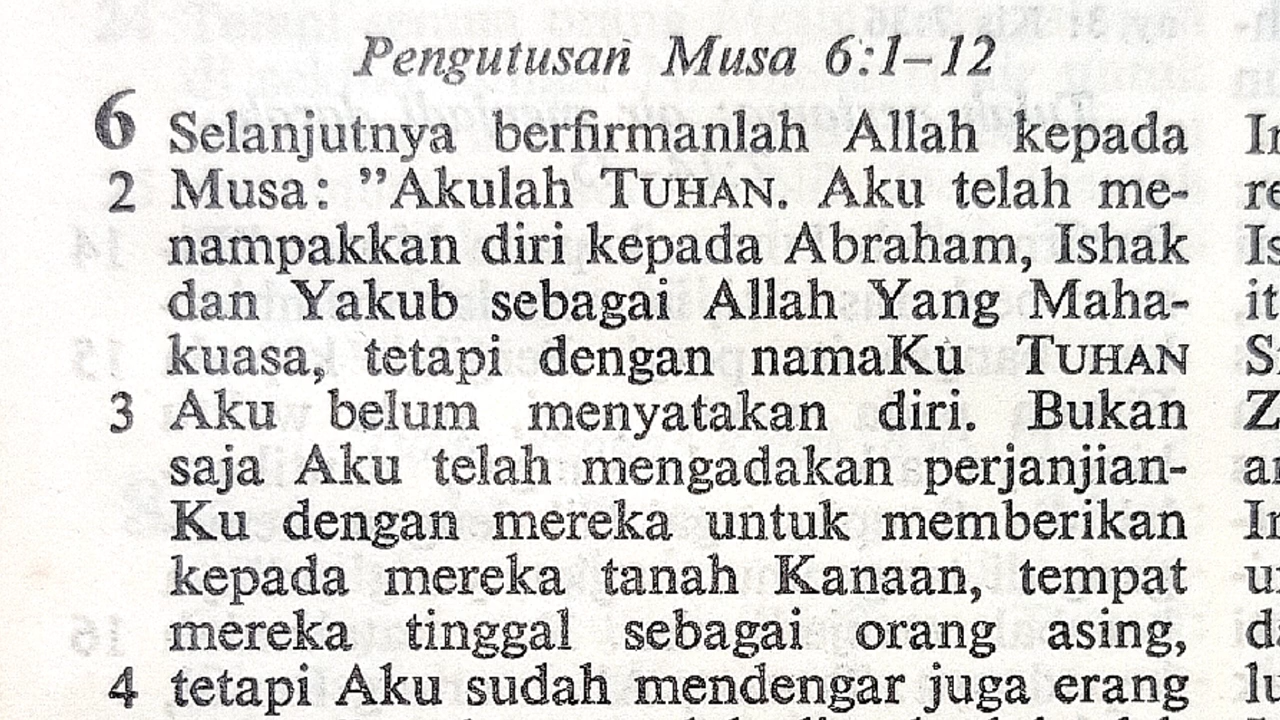 Pengutusan Musa 6:1–12
6 Selanjutnya berfirmanlah Allah kepada
2 Musa: ”Akulah TUHAN. Aku telah me-
nampakkan diri kepada Abraham, Ishak
dan Yakub sebagai Allah Yang Maha-
kuasa, tetapi dengan namaKu TUHAN
3 Aku belum menyatakan diri. Bukan
saja Aku telah mengadakan perjanjian-
Ku dengan mereka untuk memberikan
kepada mereka tanah Kanaan, tempat
mereka tinggal sebagai orang asing,
4 tetapi Aku sudah mendengar juga erang